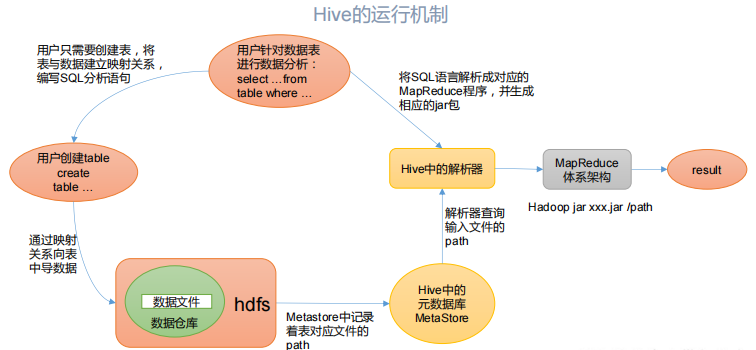 Hive的运行机制
用户只需要创建表，将
表与数据建立映射关系，
编写SQL分析语句
用户针对数据表
进行数据分析：
select ...from
table where ...
将SQL语言解析成对应的
MapReduce程序，并生成
相应的jar包
用户创建table
create
table ...
Hive中的解析器
MapReduce
体系架构
result
Hadoop jar xxx.jar /path
解析器查询
输入文件的
path
通过映射
关系向表
中导数据
数据文件
数据仓库
hdfs
Metastore中记录
着表对应文件的
path
Hive中的
元数据库
MetaStore